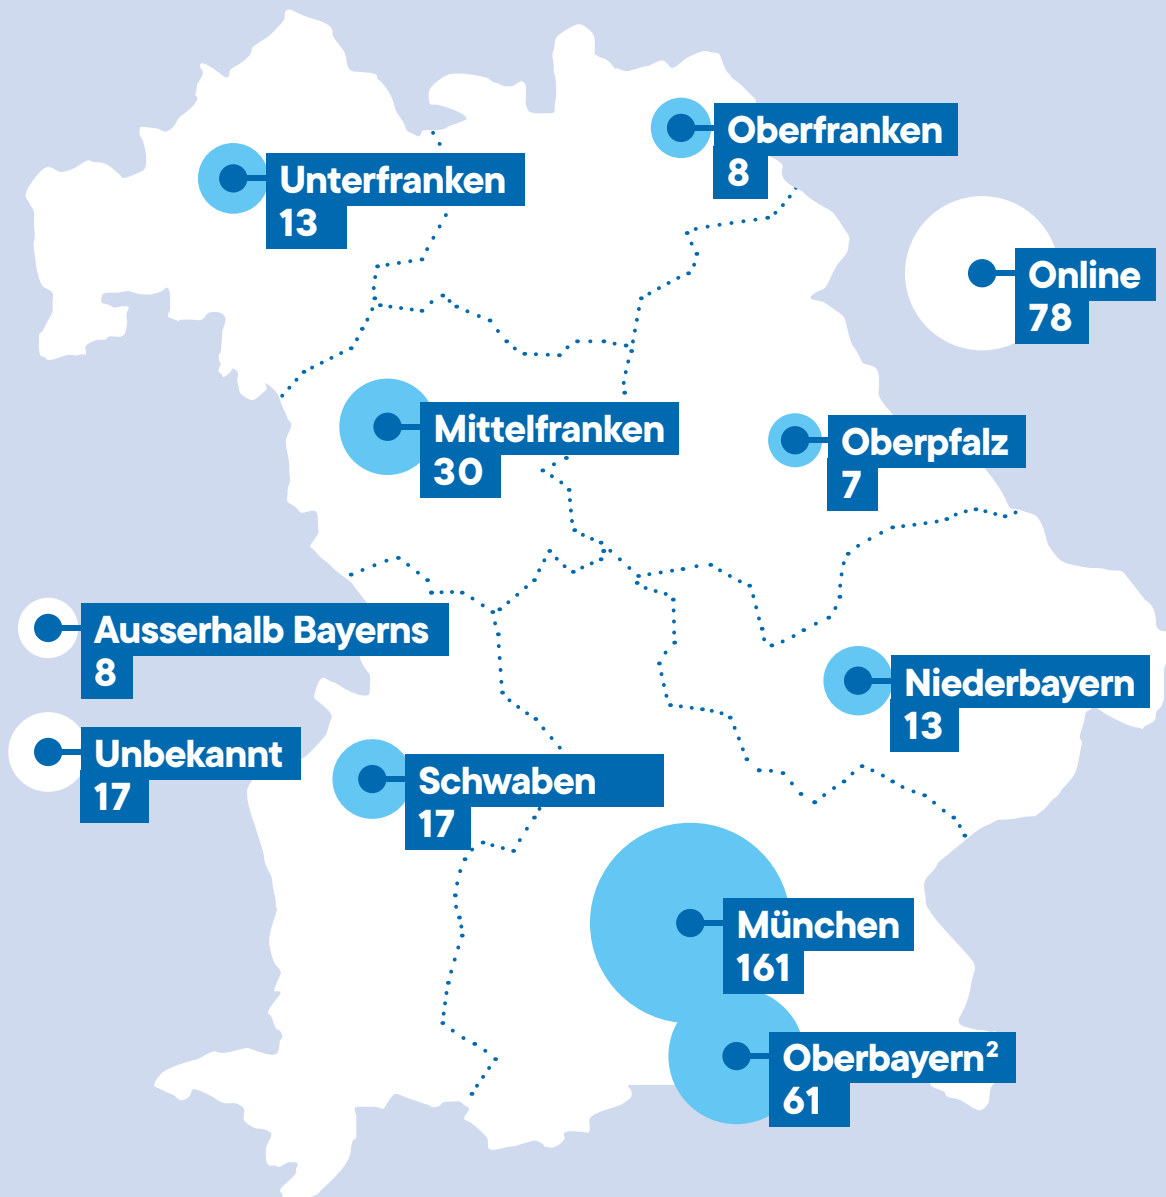 Oberfranken
8
Unterfranken
13
Online
78
Mittelfranken
30
Oberpfalz
7
Ausserhalb Bayerns
8
Niederbayern
13
Unbekannt
17
Schwaben
17
München
161
Oberbayern²
61